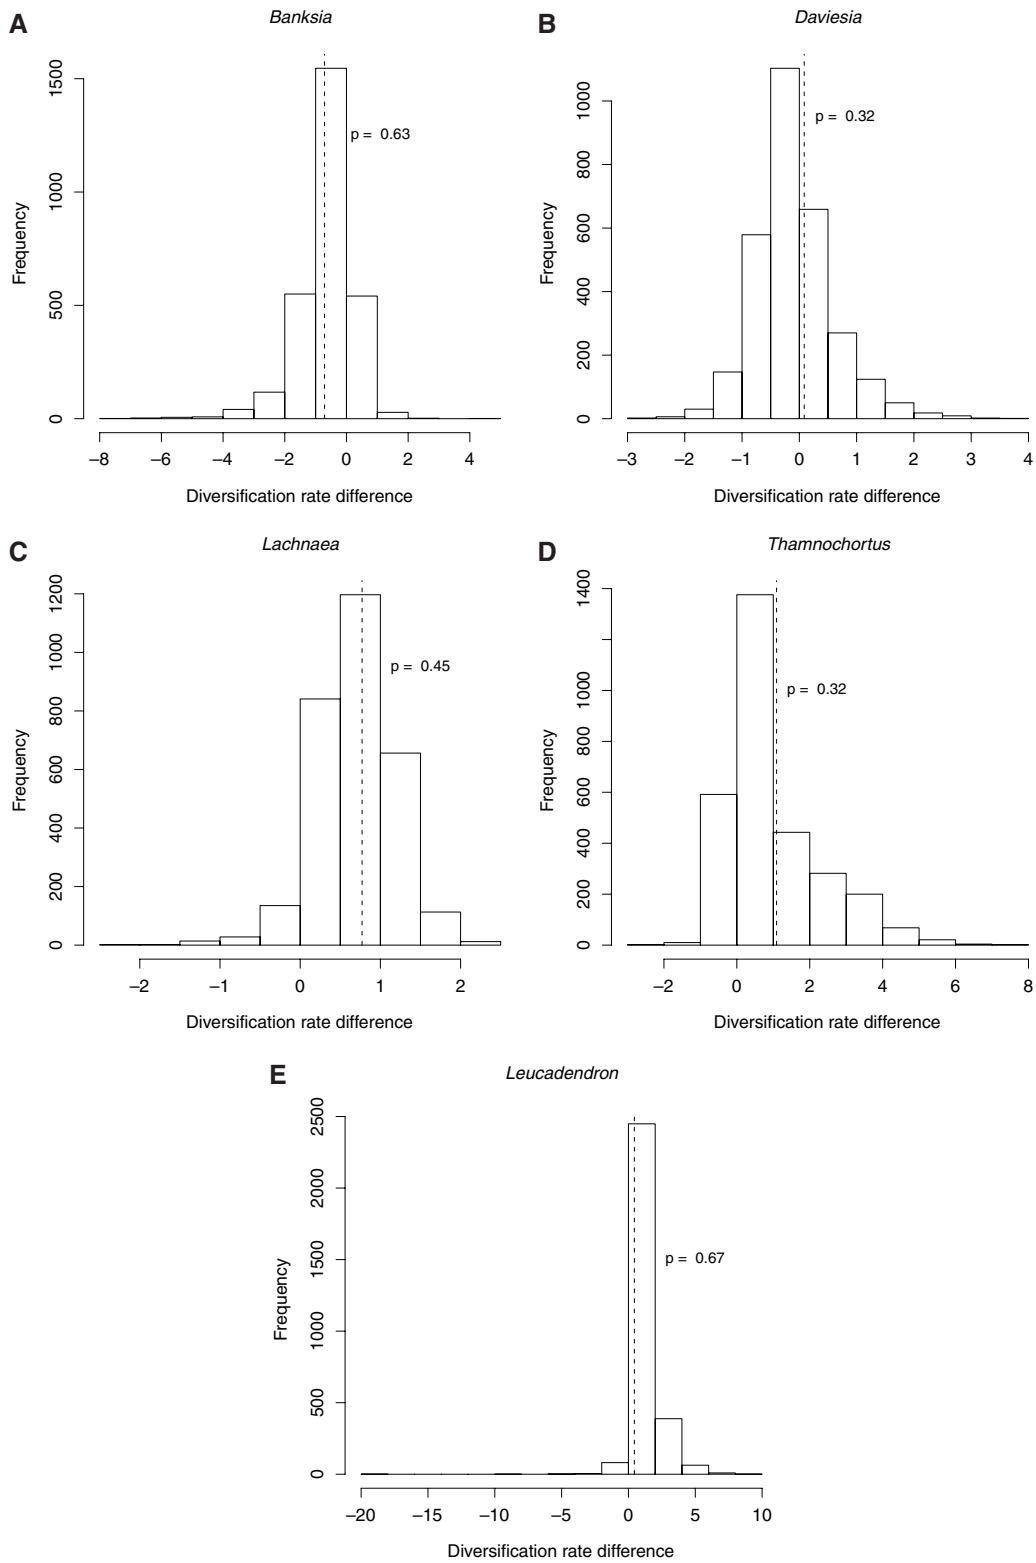 A
Banksia
Frequency
0 500 1000 1500
p = 0.63
−8 −6 −4 −2 0 2 4
Diversification rate difference
B
Daviesia
Frequency
0 200 400 600 800 1000
p = 0.32
−3 −2 −1 0 1 2 3 4
Diversification rate difference
C
Lachnaea
Frequency
0 200 400 600 800 1000 1200
p = 0.45
−2 −1 0 1 2
Diversification rate difference
D
Thamnochortus
Frequency
0 200 400 600 800 1000 1400
p = 0.32
−2 0 2 4 6 8
Diversification rate difference
E
Leucadendron
Frequency
0 500 1000 1500 2000 2500
p = 0.67
−20 −15 −10 −5 0 5 10
Diversification rate difference